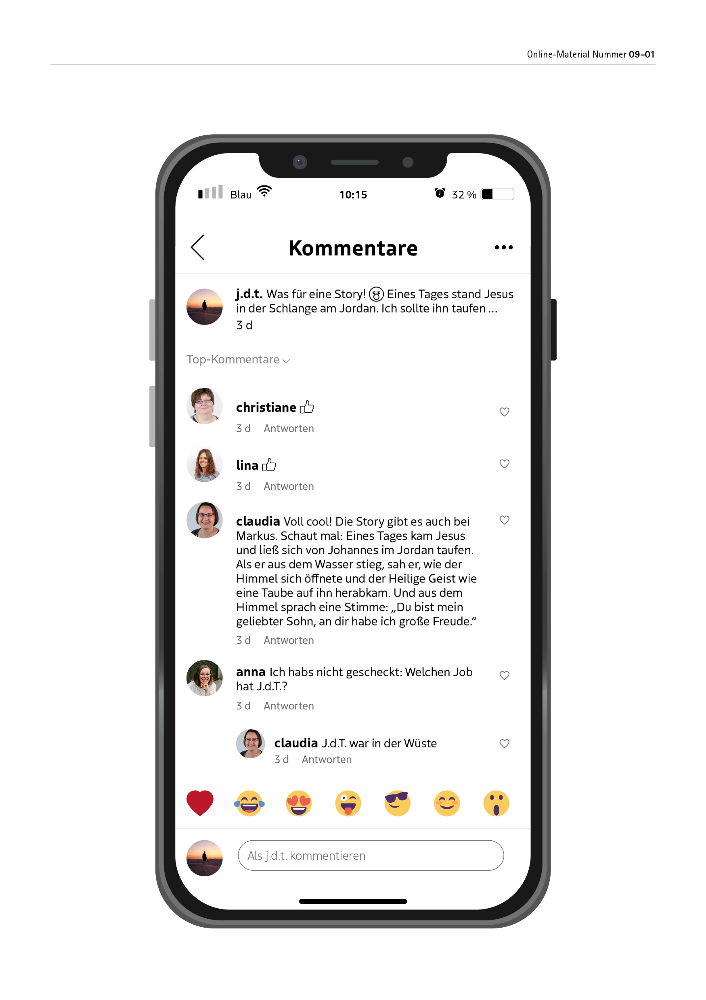 Online-Material Nummer 09-01
Blau
10:15
32 %
Kommentare
j.d.t. Was für eine Story! 😮 Eines Tages stand Jesus
in der Schlange am Jordan. Ich sollte ihn taufen ...
3 d
Top-Kommentare
christiane 👍
3 d Antworten
lina 👍
3 d Antworten
claudia Voll cool! Die Story gibt es auch bei
Markus. Schaut mal: Eines Tages kam Jesus
und ließ sich von Johannes im Jordan taufen.
Als er aus dem Wasser stieg, sah er, wie der
Himmel sich öffnete und der Heilige Geist wie
eine Taube auf ihn herabkam. Und aus dem
Himmel sprach eine Stimme: „Du bist mein
geliebter Sohn, an dir habe ich große Freude.“
3 d Antworten
anna Ich habs nicht gescheckt: Welchen Job
hat J.d.T.?
3 d Antworten
claudia J.d.T. war in der Wüste
3 d Antworten
Als j.d.t. kommentieren